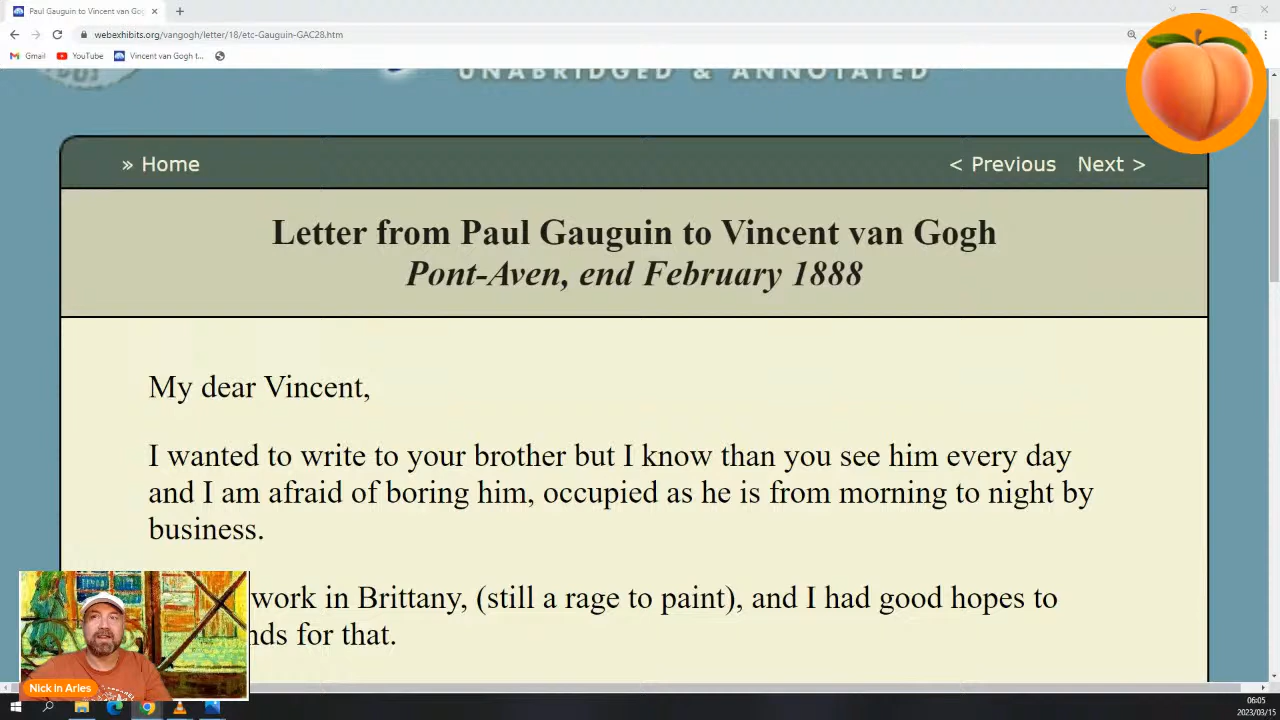 Paul Gauguin to Vincent van Gog
webexhibits.org/vangogh/letter/18/etc-Gauguin-GAC28.htm
Gmail
YouTube
Vincent van Gogh t...
UNABRIDGED & ANNOTATED
» Home
< Previous Next >
Letter from Paul Gauguin to Vincent van Gogh
Pont-Aven, end February 1888
My dear Vincent,
I wanted to write to your brother but I know than you see him every day
and I am afraid of boring him, occupied as he is from morning to night by
business.
work in Brittany, (still a rage to paint), and I had good hopes to
nds for that.
Nick in Arles
06:05
2023/03/15